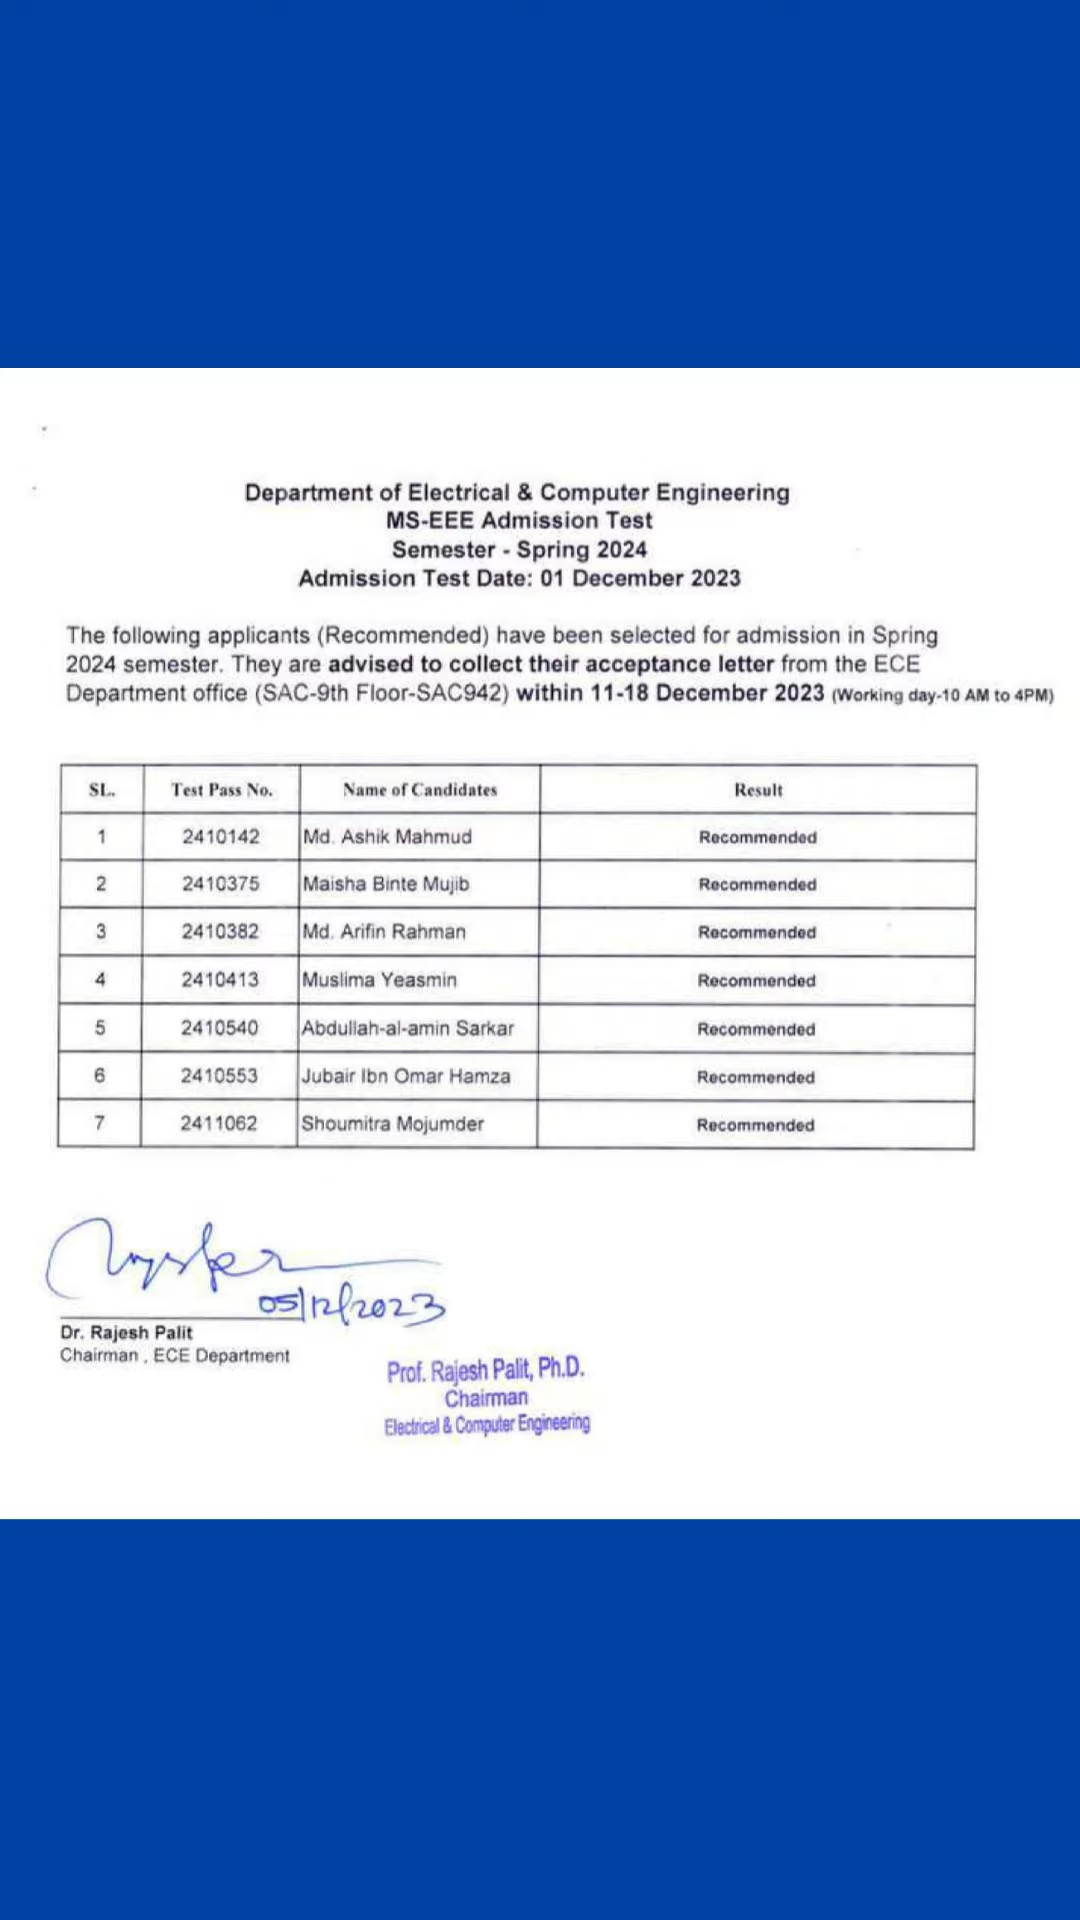 Department of Electrical & Computer Engineering
MS-EEE Admission Test
Semester - Spring 2024
Admission Test Date: 01 December 2023
The following applicants (Recommended) have been selected for admission in Spring
2024 semester. They are advised to collect their acceptance letter from the ECE
Department office (SAC-9th Floor-SAC942) within 11-18 December 2023 (Working day-10 AM to 4PM)
SL. Test Pass No. Name of Candidates Result
1 2410142 Md. Ashik Mahmud Recommended
2 2410375 Maisha Binte Mujib Recommended
3 2410382 Md. Arifin Rahman Recommended
4 2410413 Muslima Yeasmin Recommended
5 2410540 Abdullah-al-amin Sarkar Recommended
6 2410553 Jubair Ibn Omar Hamza Recommended
7 2411062 Shoumitra Mojumder Recommended
05/12/2023
Dr. Rajesh Palit
Chairman , ECE Department
Prof. Rajesh Palit, Ph.D.
Chairman
Electrical & Computer Engineering